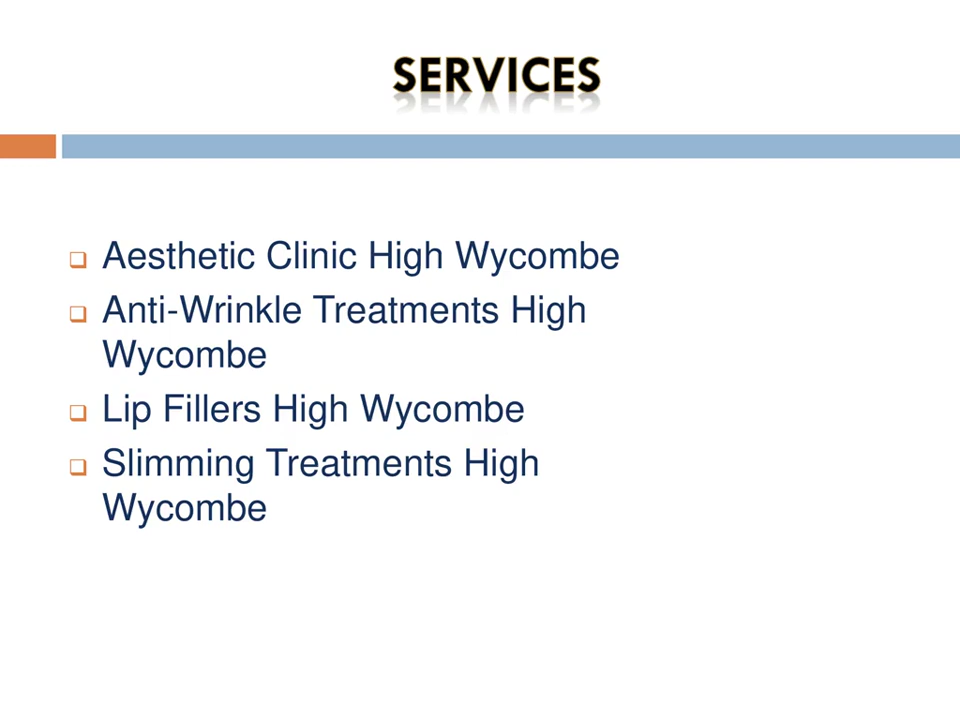 SERVICES
Aesthetic Clinic High Wycombe
Anti-Wrinkle Treatments High
Wycombe
Lip Fillers High Wycombe
Slimming Treatments High
Wycombe